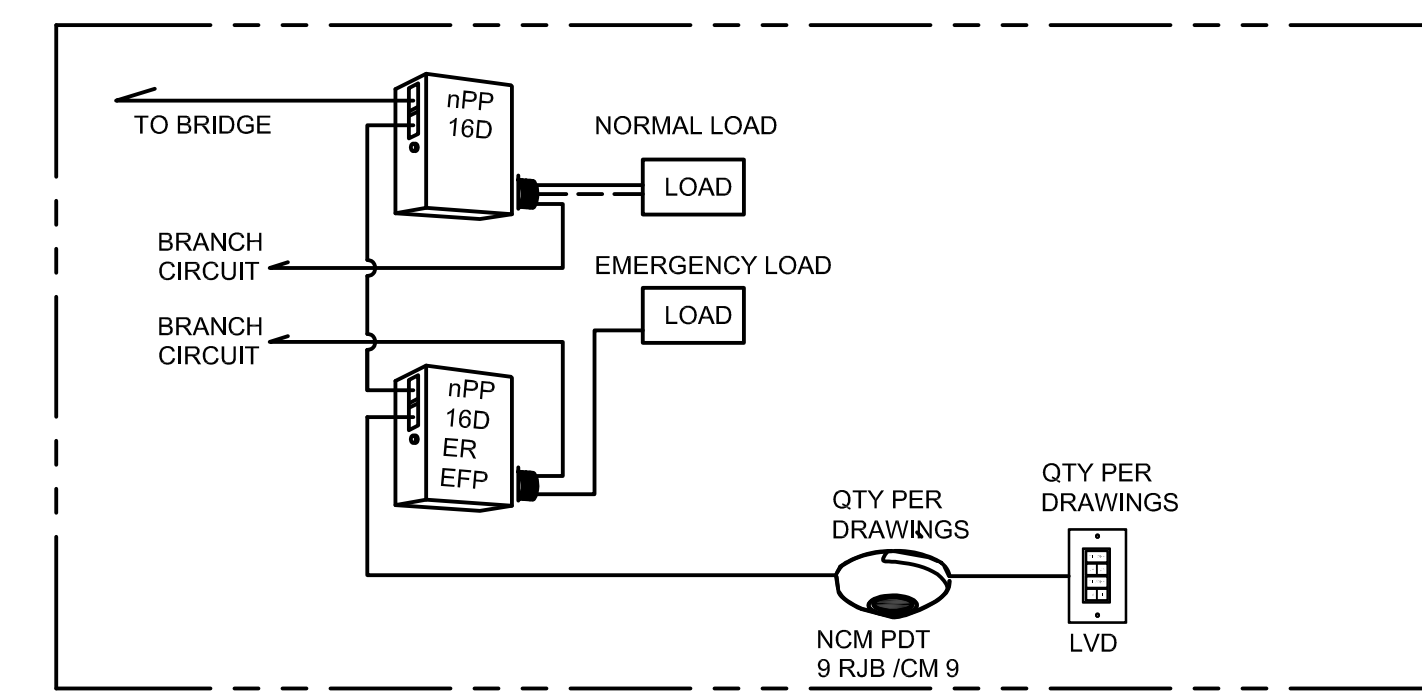 nPP
16D
TO BRIDGE
NORMAL LOAD
LOAD
BRANCH
CIRCUIT
EMERGENCY LOAD
LOAD
BRANCH
CIRCUIT
nPP
16D
ER
EFP
QTY PER
DRAWINGS
QTY PER
DRAWINGS
NCM PDT
9 RJB /CM 9
LVD